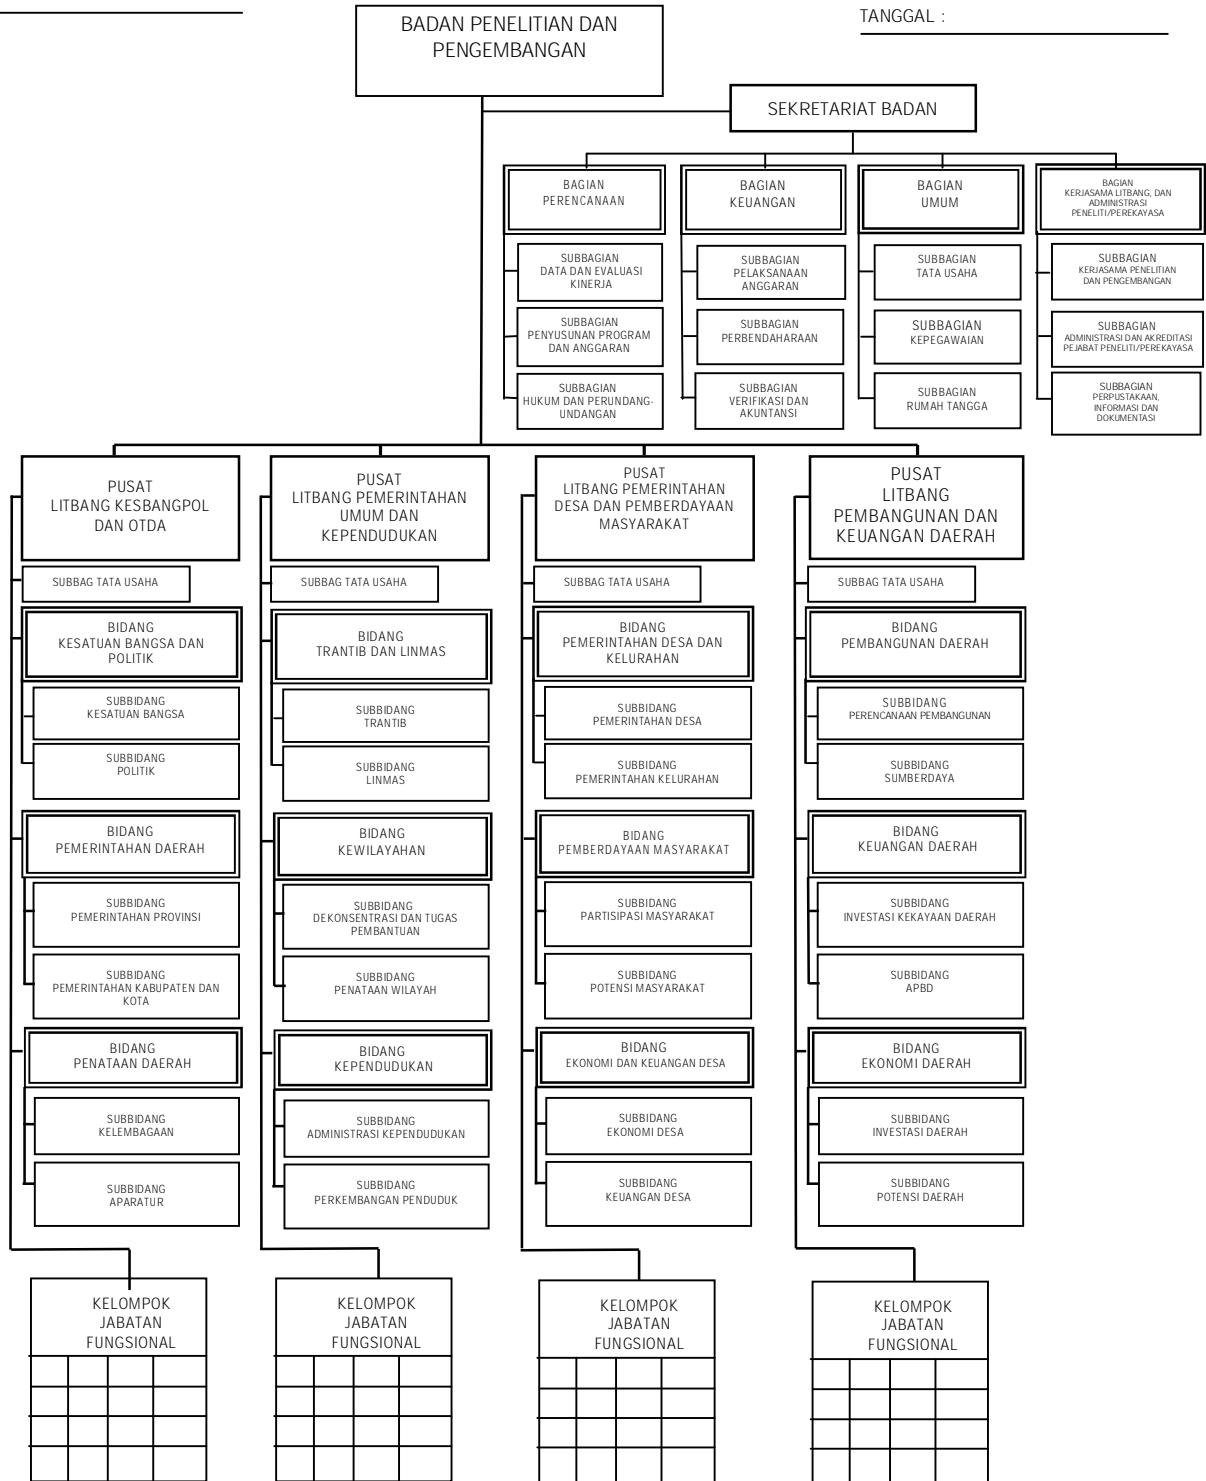 BADAN PENELITIAN DAN
PENGEMBANGAN
TANGGAL :
SEKRETARIAT BADAN
BAGIAN
PERENCANAAN
BAGIAN
KEUANGAN
BAGIAN
UMUM
BAGIAN
KERJASAMA LITBANG, DAN
ADMINISTRASI
PENELITI/PEREKAYASA
SUBBAGIAN
DATA DAN EVALUASI
KINERJA
SUBBAGIAN
PELAKSANAAN
ANGGARAN
SUBBAGIAN
TATA USAHA
SUBBAGIAN
KERJASAMA PENELITIAN
DAN PENGEMBANGAN
SUBBAGIAN
PENYUSUNAN PROGRAM
DAN ANGGARAN
SUBBAGIAN
PERBENDAHARAAN
SUBBAGIAN
KEPEGAWAIAN
SUBBAGIAN
ADMINISTRASI DAN AKREDITASI
PEJABAT PENELITI/PEREKAYASA
SUBBAGIAN
HUKUM DAN PERUNDANG-
UNDANGAN
SUBBAGIAN
VERIFIKASI DAN
AKUNTANSI
SUBBAGIAN
RUMAH TANGGA
SUBBAGIAN
PERPUSTAKAAN,
INFORMASI DAN
DOKUMENTASI
PUSAT
LITBANG KESBANGPOL
DAN OTDA
SUBBAG TATA USAHA
BIDANG
KESATUAN BANGSA DAN
POLITIK
SUBBIDANG
KESATUAN BANGSA
SUBBIDANG
POLITIK
BIDANG
PEMERINTAHAN DAERAH
SUBBIDANG
PEMERINTAHAN PROVINSI
SUBBIDANG
PEMERINTAHAN KABUPATEN DAN
KOTA
BIDANG
PENATAAN DAERAH
SUBBIDANG
KELEMBAGAAN
SUBBIDANG
APARATUR
KELOMPOK
JABATAN
FUNGSIONAL
PUSAT
LITBANG PEMERINTAHAN
UMUM DAN
KEPENDUDUKAN
SUBBAG TATA USAHA
BIDANG
TRANTIB DAN LINMAS
SUBBIDANG
TRANTIB
SUBBIDANG
LINMAS
BIDANG
KEWILAYAHAN
SUBBIDANG
DEKONSENTRASI DAN TUGAS
PEMBANTUAN
SUBBIDANG
PENATAAN WILAYAH
BIDANG
KEPENDUDUKAN
SUBBIDANG
ADMINISTRASI KEPENDUDUKAN
SUBBIDANG
PERKEMBANGAN PENDUDUK
KELOMPOK
JABATAN
FUNGSIONAL
PUSAT
LITBANG PEMERINTAHAN
DESA DAN PEMBERDAYAAN
MASYARAKAT
SUBBAG TATA USAHA
BIDANG
PEMERINTAHAN DESA DAN
KELURAHAN
SUBBIDANG
PEMERINTAHAN DESA
SUBBIDANG
PEMERINTAHAN KELURAHAN
BIDANG
PEMBERDAYAAN MASYARAKAT
SUBBIDANG
PARTISIPASI MASYARAKAT
SUBBIDANG
POTENSI MASYARAKAT
BIDANG
EKONOMI DAN KEUANGAN DESA
SUBBIDANG
EKONOMI DESA
SUBBIDANG
KEUANGAN DESA
KELOMPOK
JABATAN
FUNGSIONAL
PUSAT
LITBANG
PEMBANGUNAN DAN
KEUANGAN DAERAH
SUBBAG TATA USAHA
BIDANG
PEMBANGUNAN DAERAH
SUBBIDANG
PERENCANAAN PEMBANGUNAN
SUBBIDANG
SUMBERDAYA
BIDANG
KEUANGAN DAERAH
SUBBIDANG
INVESTASI KEKAYAAN DAERAH
SUBBIDANG
APBD
BIDANG
EKONOMI DAERAH
SUBBIDANG
INVESTASI DAERAH
SUBBIDANG
POTENSI DAERAH
KELOMPOK
JABATAN
FUNGSIONAL